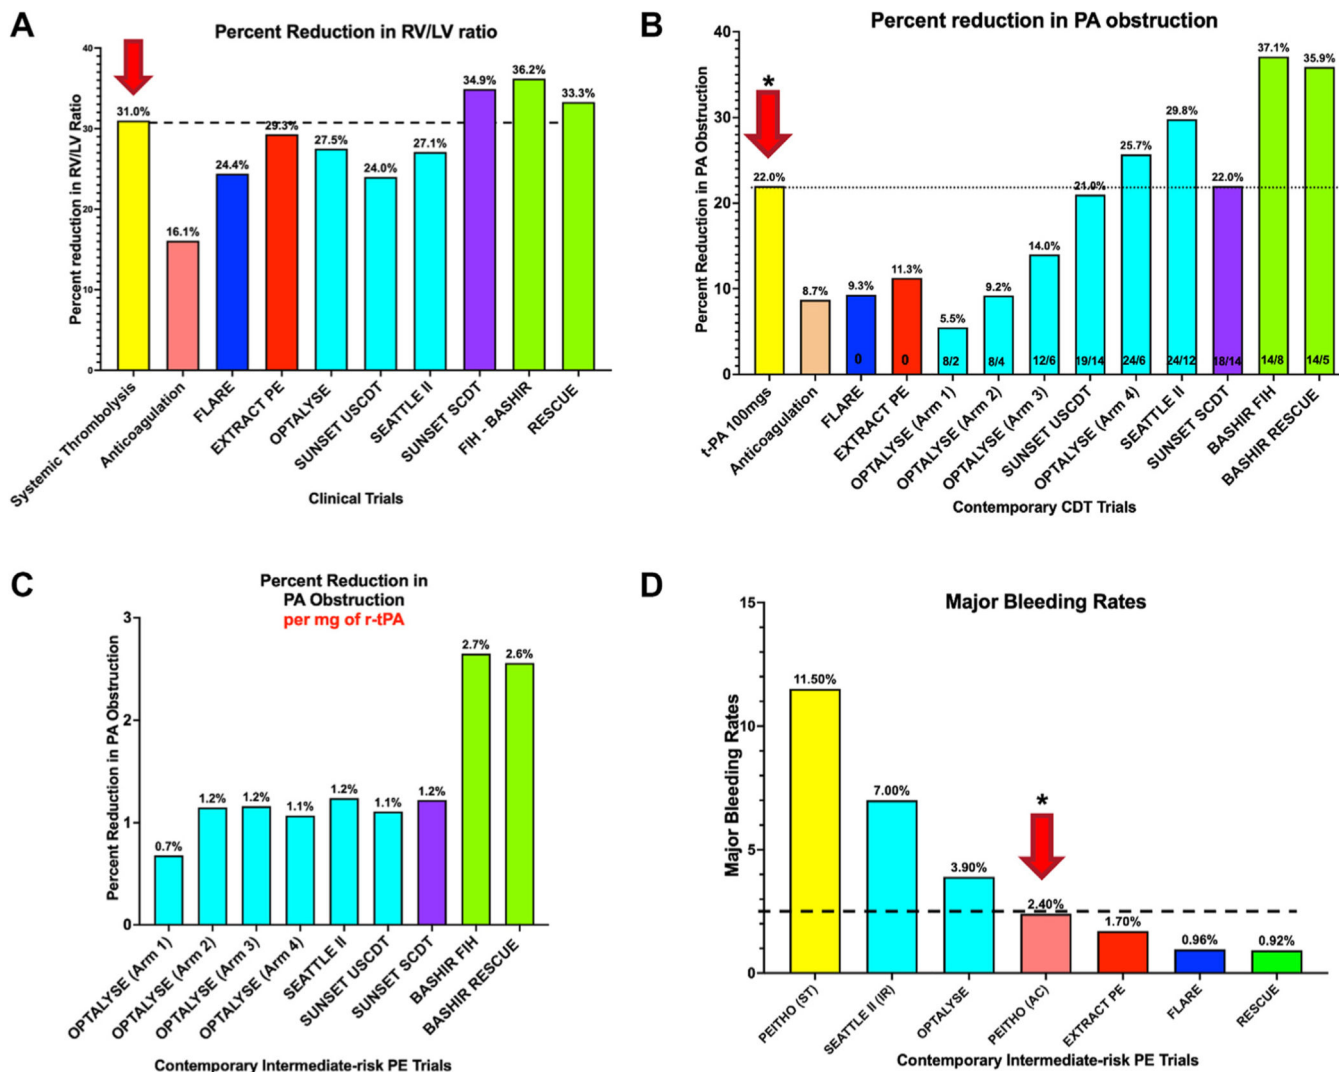 A
Percent Reduction in RV/LV ratio
Percent reduction in RV/LV Ratio
40
30
20
10
0
31.0%
16.1%
24.4%
29.3%
27.5%
24.0%
27.1%
34.9%
36.2%
33.3%
Systemic Thrombolysis
Anticoagulation
FLARE
EXTRACT PE
OPTALYSE
SUNSET USCDT
SEATTLE II
SUNSET SCDT
FIH - BASHIR
RESCUE
Clinical Trials
B
Percent reduction in PA obstruction
Percent Reduction in PA Obstruction
40
30
20
10
0
*
22.0%
8.7%
9.3%
11.3%
5.5%
9.2%
14.0%
21.0%
25.7%
29.8%
22.0%
37.1%
35.9%
0
0
8/2
8/4
12/6
19/14
24/6
24/12
18/14
14/8
14/5
t-PA 100mgs
Anticoagulation
FLARE
EXTRACT PE
OPTALYSE (Arm 1)
OPTALYSE (Arm 2)
OPTALYSE (Arm 3)
SUNSET USCDT
OPTALYSE (Arm 4)
SEATTLE II
SUNSET SCDT
BASHIR FIH
BASHIR RESCUE
Contemporary CDT Trials
C
Percent Reduction in
PA Obstruction
per mg of r-tPA
Percent Reduction in PA Obstruction
3
2
1
0
0.7%
1.2%
1.2%
1.1%
1.2%
1.1%
1.2%
2.7%
2.6%
OPTALYSE (Arm 1)
OPTALYSE (Arm 2)
OPTALYSE (Arm 3)
OPTALYSE (Arm 4)
SEATTLE II
SUNSET USCDT
SUNSET SCDT
BASHIR FIH
BASHIR RESCUE
Contemporary Intermediate-risk PE Trials
D
Major Bleeding Rates
Major Bleeding Rates
15
10
5
0
11.50%
7.00%
3.90%
*
2.40%
1.70%
0.96%
0.92%
PEITHO (ST)
SEATTLE II (IR)
OPTALYSE
PEITHO (AC)
EXTRACT PE
FLARE
RESCUE
Contemporary Intermediate-risk PE Trials